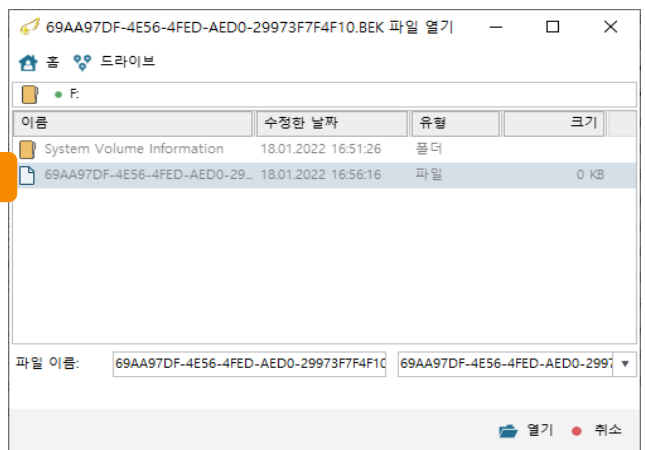 69AA97DF-4E56-4FED-AED0-29973F7F4F10.BEK 파일 열기
홈 드라이브
F:
이름 수정한 날짜 유형 크기
System Volume Information 18.01.2022 16:51:26 폴더
69AA97DF-4E56-4FED-AED0-29... 18.01.2022 16:56:16 파일 0 KB
파일 이름: 69AA97DF-4E56-4FED-AED0-29973F7F4F10 69AA97DF-4E56-4FED-AED0-2997
열기 취소